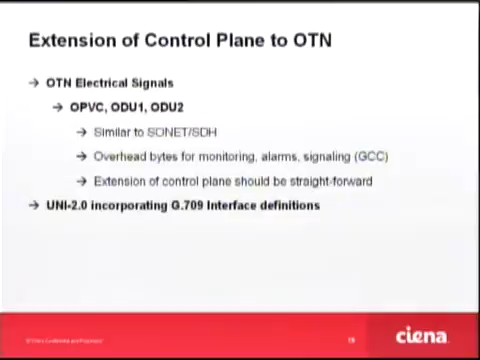 Extension of Control Plane to OTN
→ OTN Electrical Signals
→ OPVC, ODU1, ODU2
→ Similar to SONET/SDH
→ Overhead bytes for monitoring, alarms, signaling (GCC)
→ Extension of control plane should be straight-forward
→ UNI-2.0 incorporating G.709 Interface definitions
ciena